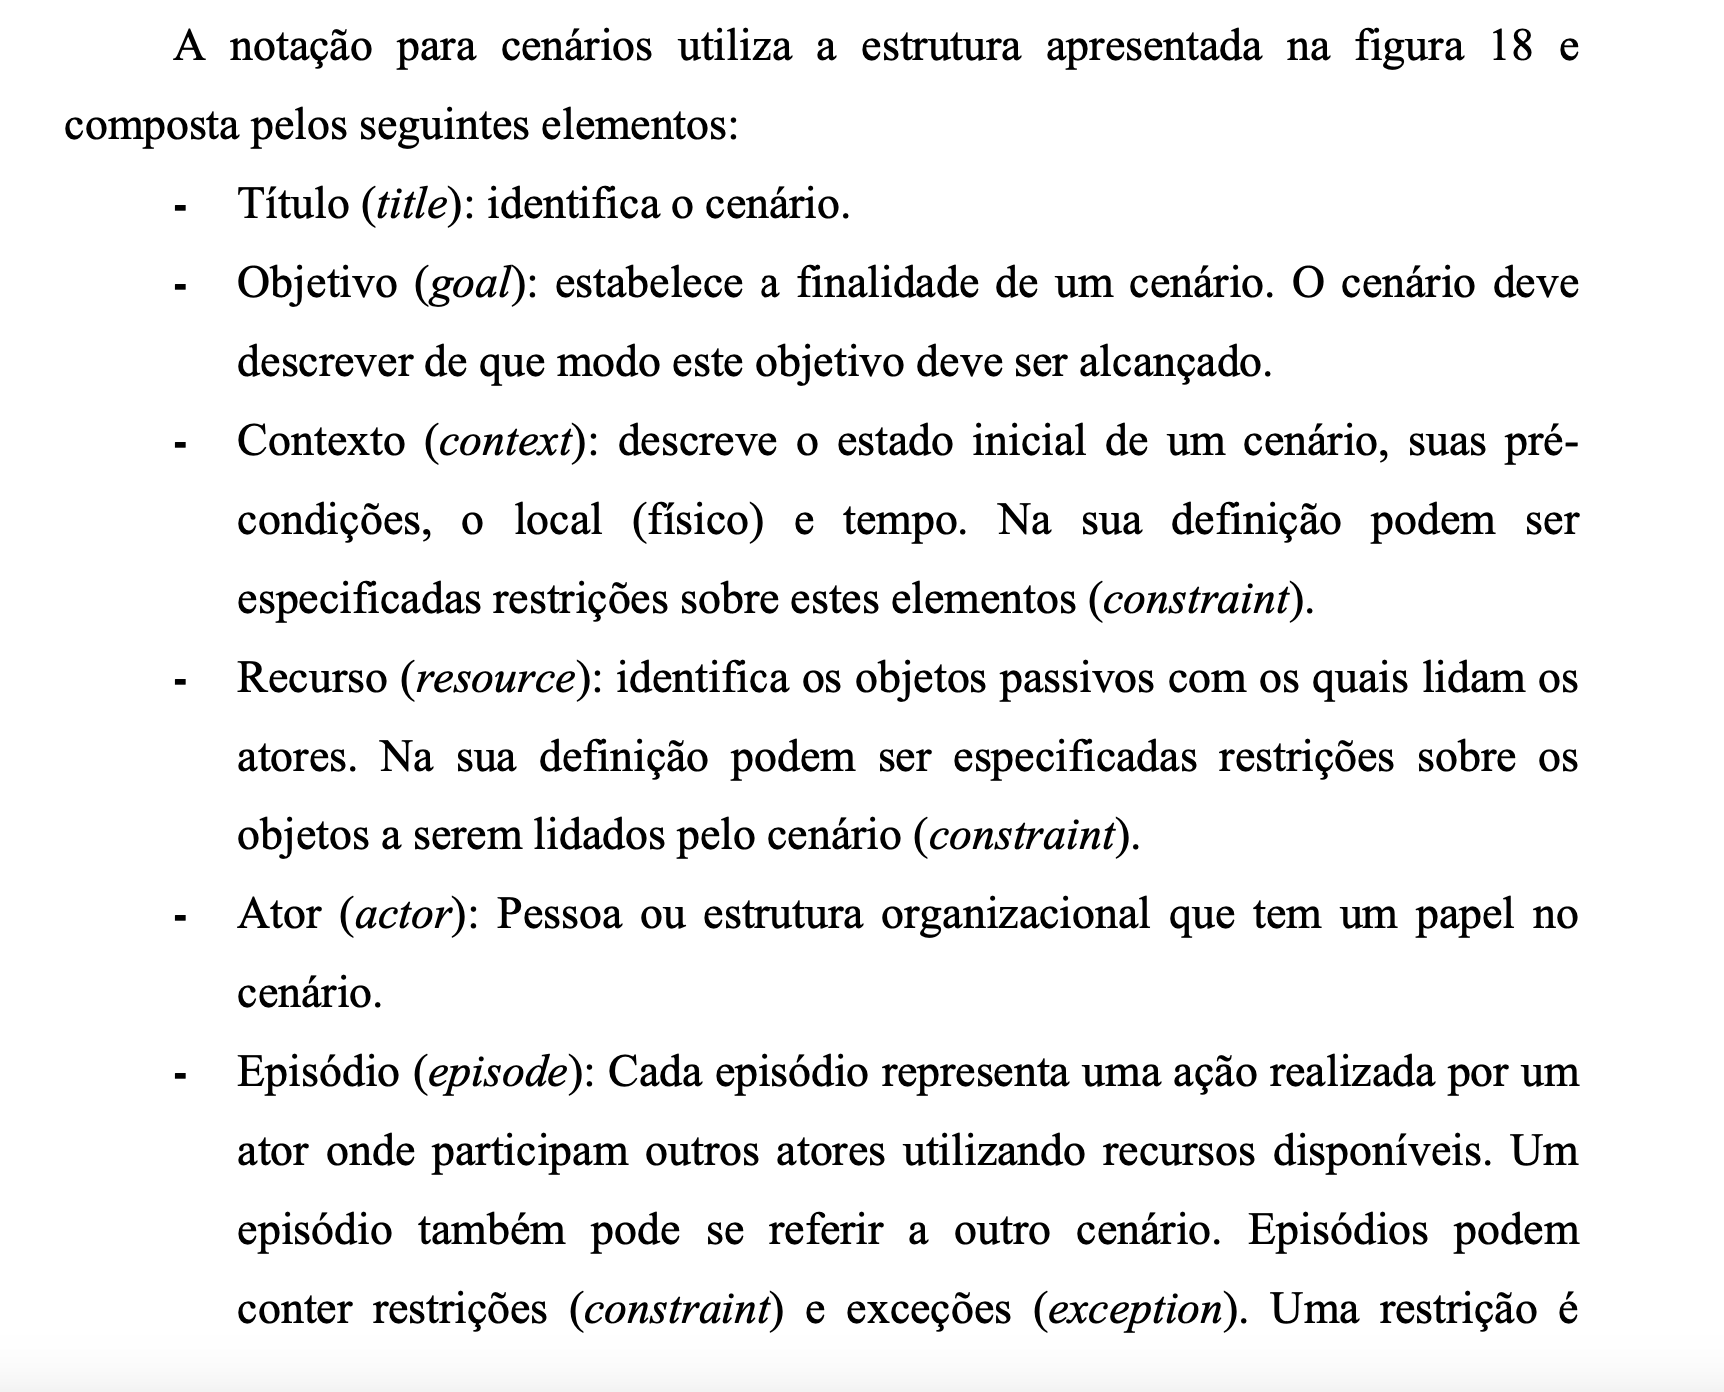 A notação para cenários utiliza a estrutura apresentada na figura 18 e
composta pelos seguintes elementos:
- Título (title): identifica o cenário.
- Objetivo (goal): estabelece a finalidade de um cenário. O cenário deve
descrever de que modo este objetivo deve ser alcançado.
- Contexto (context): descreve o estado inicial de um cenário, suas pré-
condições, o local (físico) e tempo. Na sua definição podem ser
especificadas restrições sobre estes elementos (constraint).
- Recurso (resource): identifica os objetos passivos com os quais lidam os
atores. Na sua definição podem ser especificadas restrições sobre os
objetos a serem lidados pelo cenário (constraint).
- Ator (actor): Pessoa ou estrutura organizacional que tem um papel no
cenário.
- Episódio (episode): Cada episódio representa uma ação realizada por um
ator onde participam outros atores utilizando recursos disponíveis. Um
episódio também pode se referir a outro cenário. Episódios podem
conter restrições (constraint) e exceções (exception). Uma restrição é